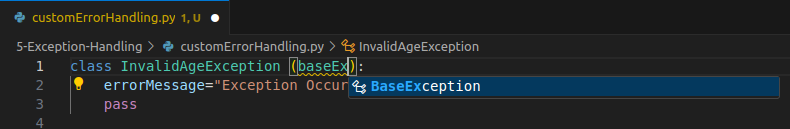 customErrorHandling.py 1, U
5-Exception-Handling > customErrorHandling.py > InvalidAgeException
1 class InvalidAgeException (baseEx):
2 errorMessage="Exception Occur
BaseException
3 pass
4